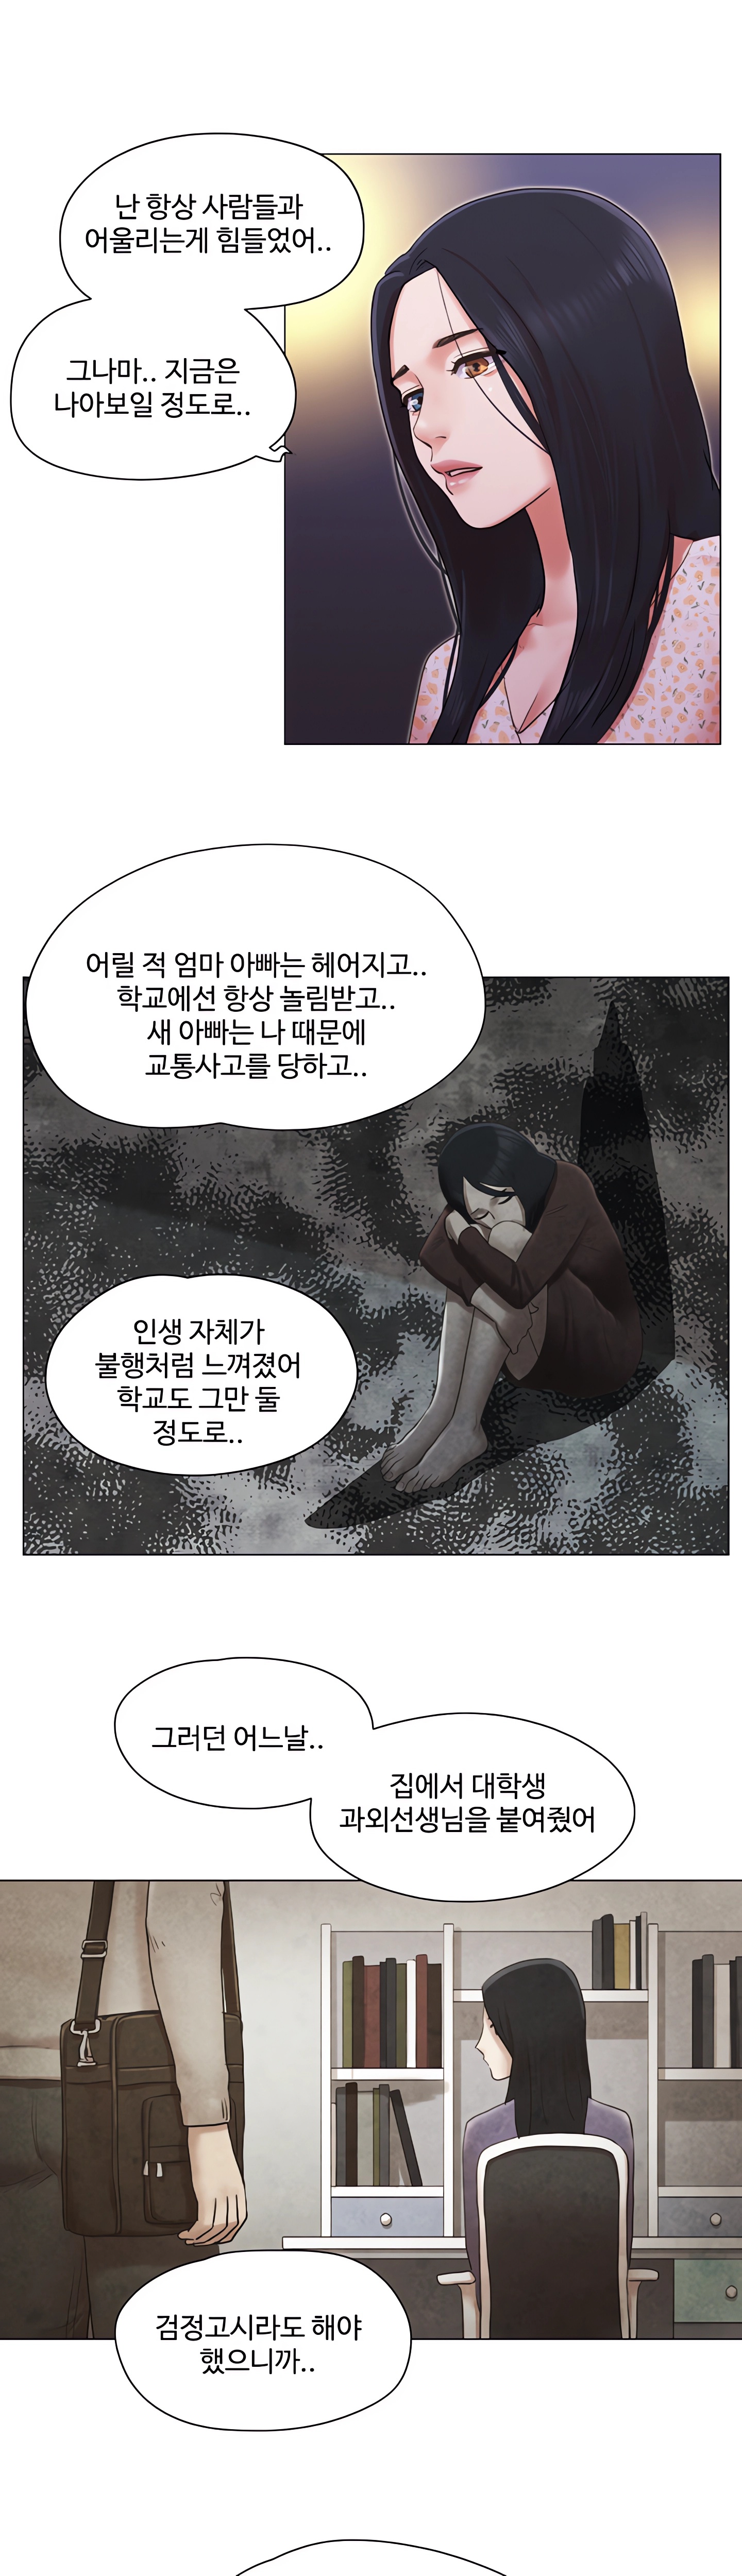 난 항상 사람들과
어울리는게 힘들었어..
그나마.. 지금은
나아보일 정도로..
어릴 적 엄마 아빠는 헤어지고..
학교에선 항상 놀림받고..
새 아빠는 나 때문에
교통사고를 당하고..
인생 자체가
불행처럼 느껴졌어
학교도 그만 둘
정도로..
그러던 어느날..
집에서 대학생
과외선생님을 붙여줬어
검정고시라도 해야
했으니까..